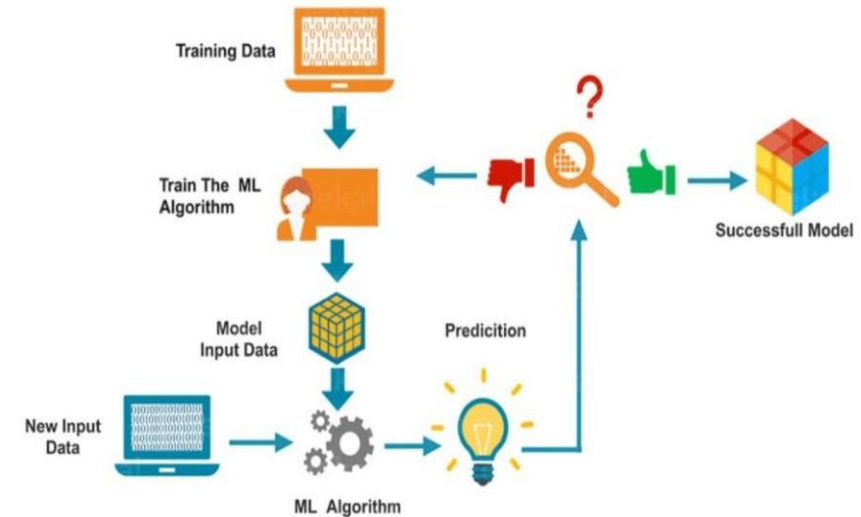 Training Data
?
Train The ML
Algorithm
Successfull Model
Model
Input Data
Predicition
New Input
Data
ML Algorithm